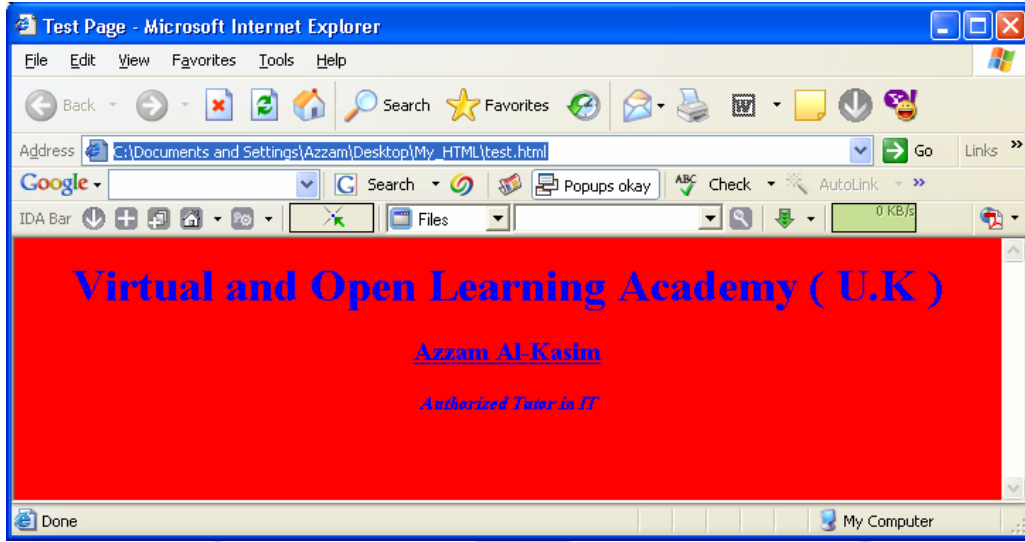 Test Page - Microsoft Internet Explorer
File Edit View Favorites Tools Help
Back Search Favorites
Address C:\Documents and Settings\Azzam\Desktop\My_HTML\test.html Go Links »
Google Search Popups okay ABC Check AutoLink »
IDA Bar Files 0 KB/s
Virtual and Open Learning Academy ( U.K )
Azzam Al-Kasim
Authorized Tutor in IT
Done My Computer